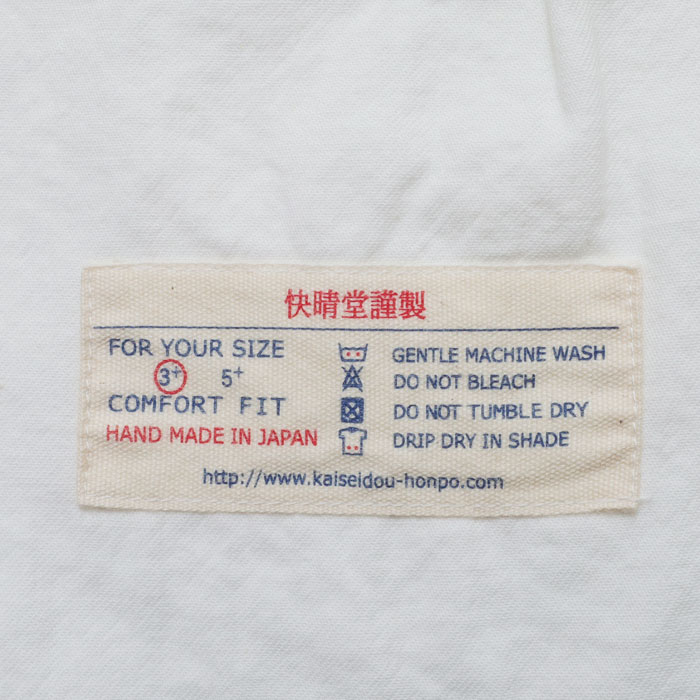 快晴堂謹製
FOR YOUR SIZE
3+ 5+
COMFORT FIT
HAND MADE IN JAPAN
GENTLE MACHINE WASH
DO NOT BLEACH
DO NOT TUMBLE DRY
DRIP DRY IN SHADE
http://www.kaiseidou-honpo.com